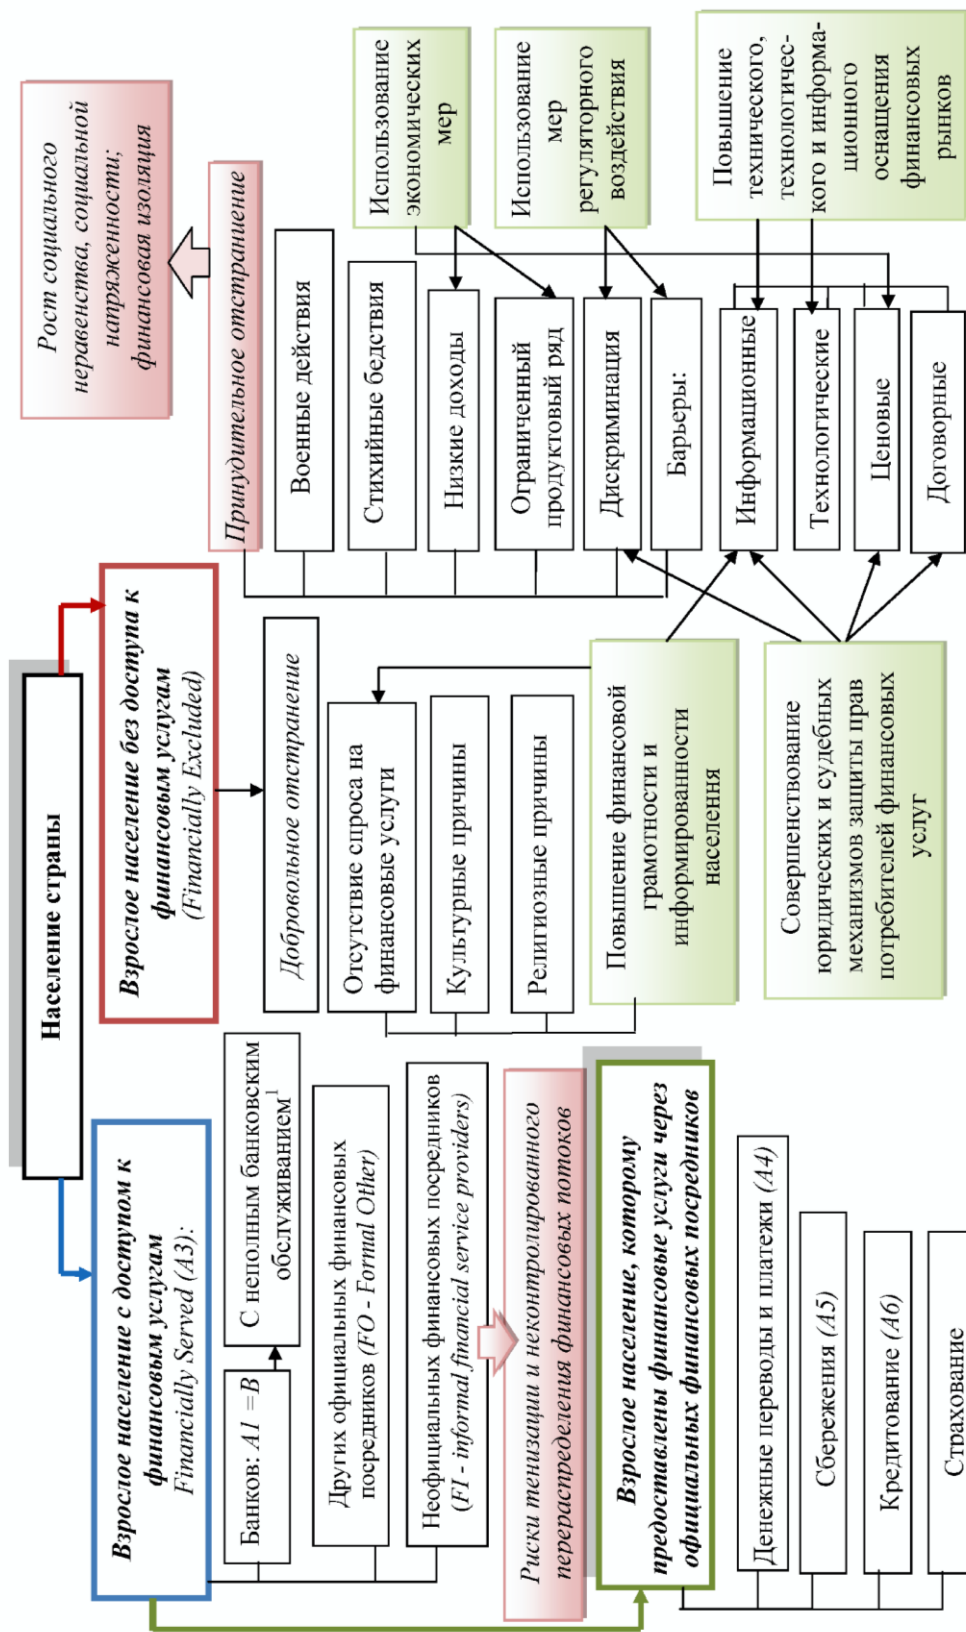 Население страны
Взрослое население с доступом к
финансовым услугам
Financially Served (A3):
Банков: A1 =B
С неполным банковским
обслуживанием1
Других официальных финансовых
посредников (FO - Formal Other)
Неофициальных финансовых посредников
(FI - informal financial service providers)
Риски тенизации и неконтролированного
перераспределения финансовых потоков
Взрослое население, которому
предоставлены финансовые услуги через
официальных финансовых посредников
Денежные переводы и платежи (A4)
Сбережения (A5)
Кредитование (A6)
Страхование
Взрослое население без доступа к
финансовым услугам
(Financially Excluded)
Добровольное отстранение
Отсутствие спроса на
финансовые услуги
Культурные причины
Религиозные причины
Повышение финансовой
грамотности и
информированности
населения
Совершенствование
юридических и судебных
механизмов защиты прав
потребителей финансовых
услуг
Рост социального
неравенства, социальной
напряженности;
финансовая изоляция
Принудительное отстраниение
Военные действия
Стихийные бедствия
Низкие доходы
Ограниченный
продуктовый ряд
Дискриминация
Барьеры:
Информационные
Технологические
Ценовые
Договорные
Использование
экономических
мер
Использование
мер
регуляторного
воздействия
Повышение
технического,
технологичес-
кого и информа-
ционного
оснащения
финансовых
рынков